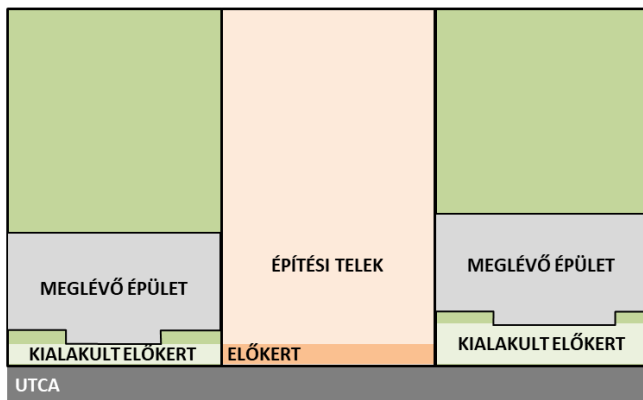 ÉPÍTÉSI TELEK
MEGLÉVŐ ÉPÜLET
MEGLÉVŐ ÉPÜLET
KIALAKULT ELŐKERT
KIALAKULT ELŐKERT
ELŐKERT
UTCA